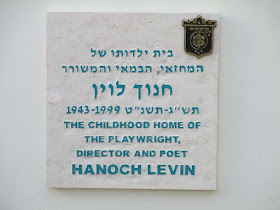 בית ילדותו של
המחזאי, הבמאי והמשורר
חנוך לוין
תש״ג-תשנ״ט 1943-1999
THE CHILDHOOD HOME OF
THE PLAYWRIGHT,
DIRECTOR AND POET
HANOCH LEVIN